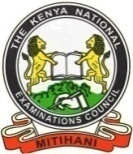 THE KENYA NATIONAL
EXAMINATIONS COUNCIL
MITIHANI